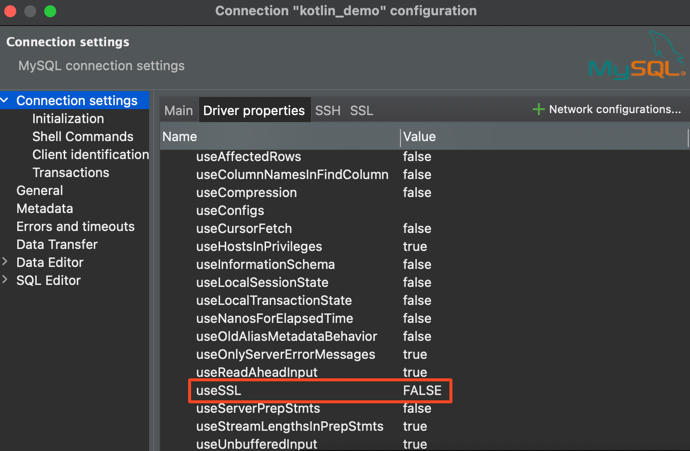 Connection "kotlin_demo" configuration
Connection settings
MySQL connection settings
MySQL
Connection settings
Initialization
Shell Commands
Client identification
Transactions
General
Metadata
Errors and timeouts
Data Transfer
Data Editor
SQL Editor
Main Driver properties SSH SSL + Network configurations...
Name Value
useAffectedRows false
useColumnNamesInFindColumn false
useCompression false
useConfigs
useCursorFetch false
useHostsInPrivileges true
useInformationSchema false
useLocalSessionState false
useLocalTransactionState false
useNanosForElapsedTime false
useOldAliasMetadataBehavior false
useOnlyServerErrorMessages true
useReadAheadInput true
useSSL FALSE
useServerPrepStmts false
useStreamLengthsInPrepStmts true
useUnbufferedInput true